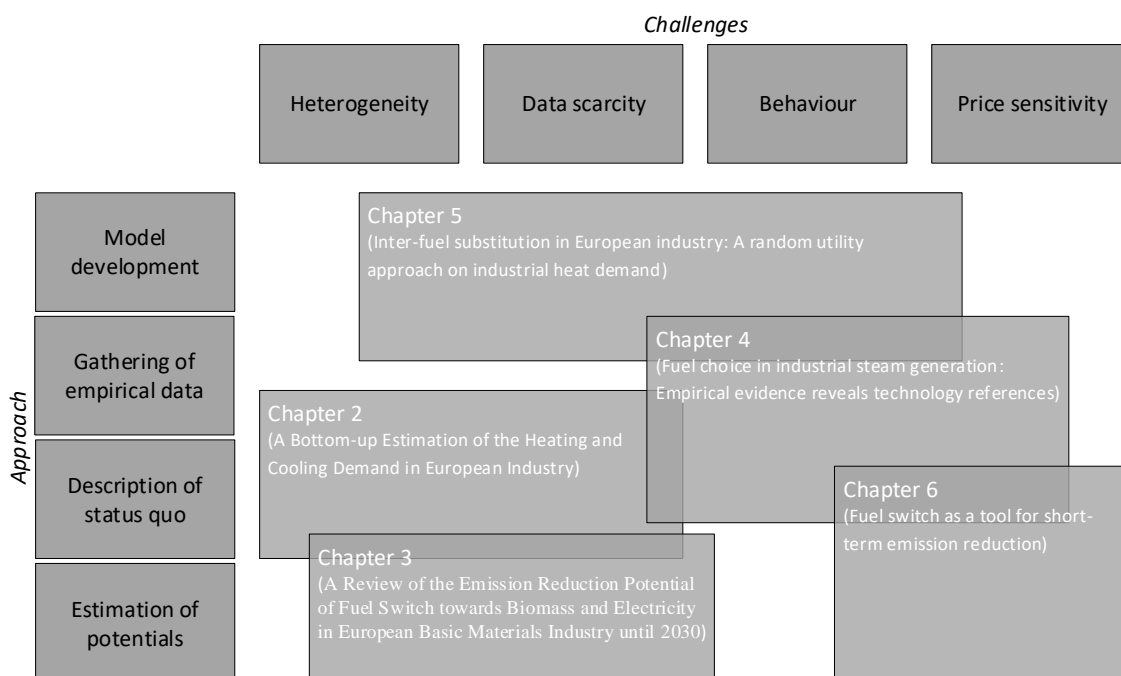 Challenges
Heterogeneity
Data scarcity
Behaviour
Price sensitivity
Approach
Model
development
Gathering of
empirical data
Description of
status quo
Estimation of
potentials
Chapter 5
(Inter-fuel substitution in European industry: A random utility
approach on industrial heat demand)
Chapter 4
(Fuel choice in industrial steam generation:
Empirical evidence reveals technology references)
Chapter 2
(A Bottom-up Estimation of the Heating and
Cooling Demand in European Industry)
Chapter 6
(Fuel switch as a tool for short-
term emission reduction)
Chapter 3
(A Review of the Emission Reduction Potential
of Fuel Switch towards Biomass and Electricity
in European Basic Materials Industry until 2030)